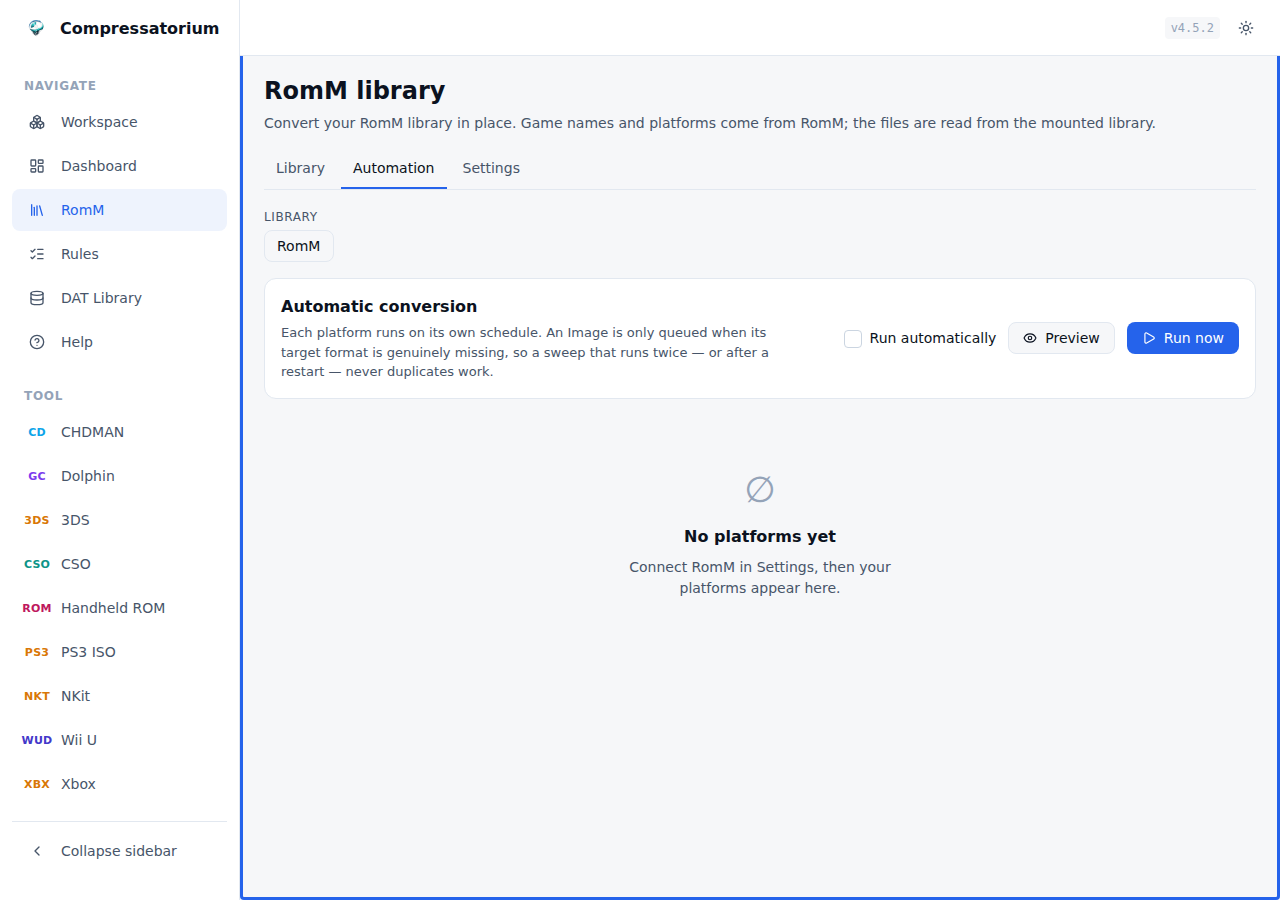 Compressatorium
v4.5.2
NAVIGATE
Workspace
Dashboard
RomM
Rules
DAT Library
Help
TOOL
CD CHDMAN
GC Dolphin
3DS 3DS
CSO CSO
ROM Handheld ROM
PS3 PS3 ISO
NKT NKit
WUD Wii U
XBX Xbox
Collapse sidebar
RomM library
Convert your RomM library in place. Game names and platforms come from RomM; the files are read from the mounted library.
Library Automation Settings
LIBRARY
RomM
Automatic conversion
Each platform runs on its own schedule. An Image is only queued when its
target format is genuinely missing, so a sweep that runs twice — or after a
restart — never duplicates work.
Run automatically Preview Run now
No platforms yet
Connect RomM in Settings, then your
platforms appear here.